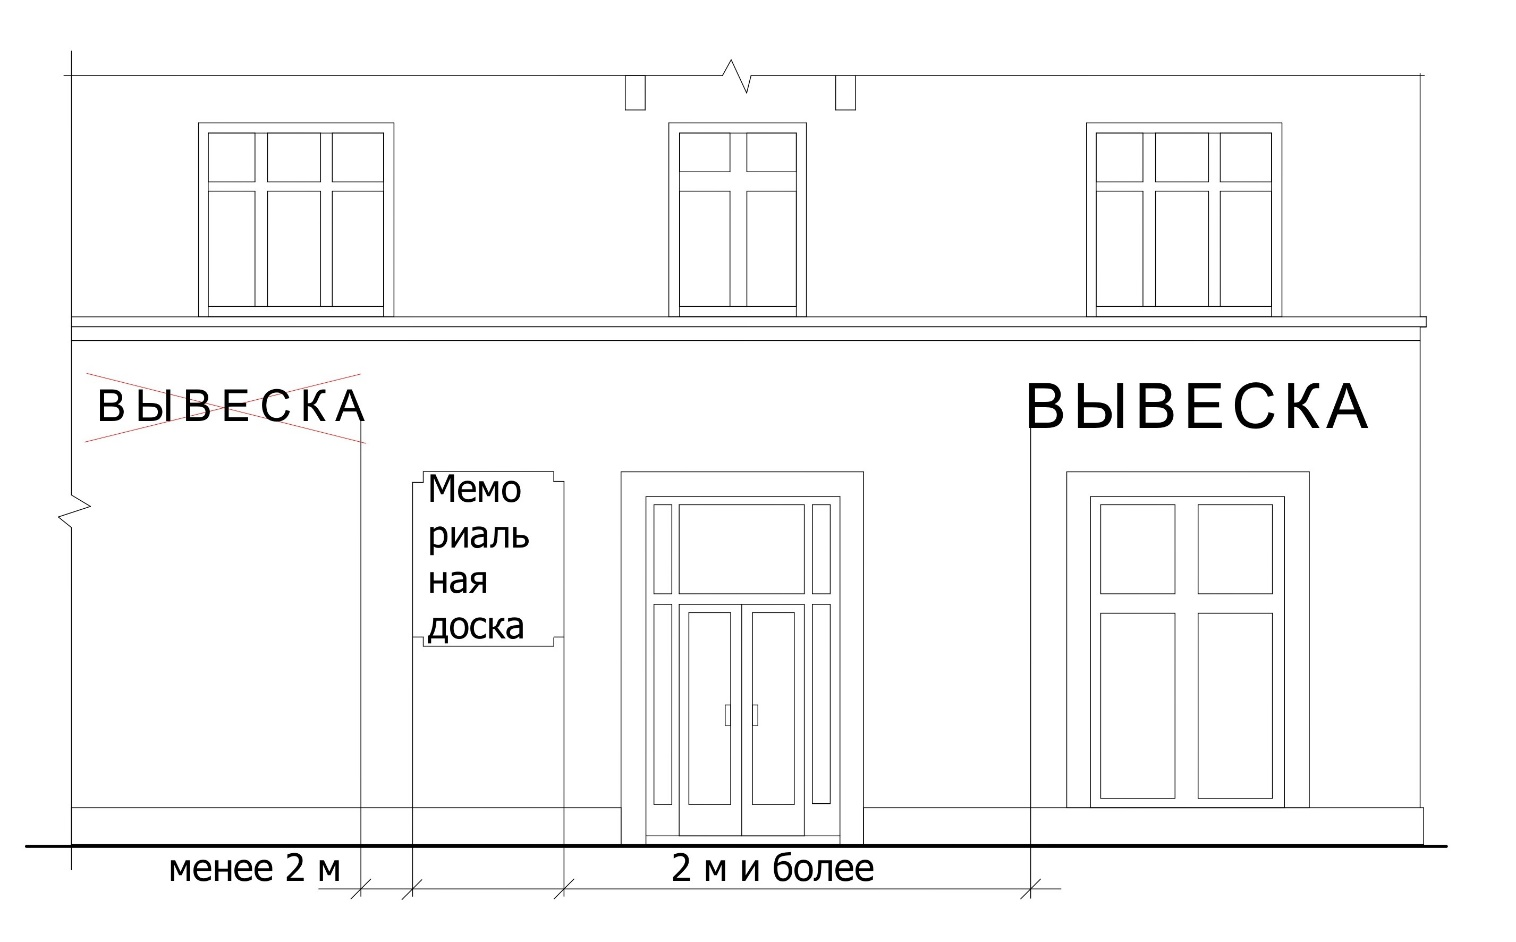 ВЫВЕСКА
ВЫВЕСКА
Мемо
риаль
ная
доска
менее 2 м
2 м и более